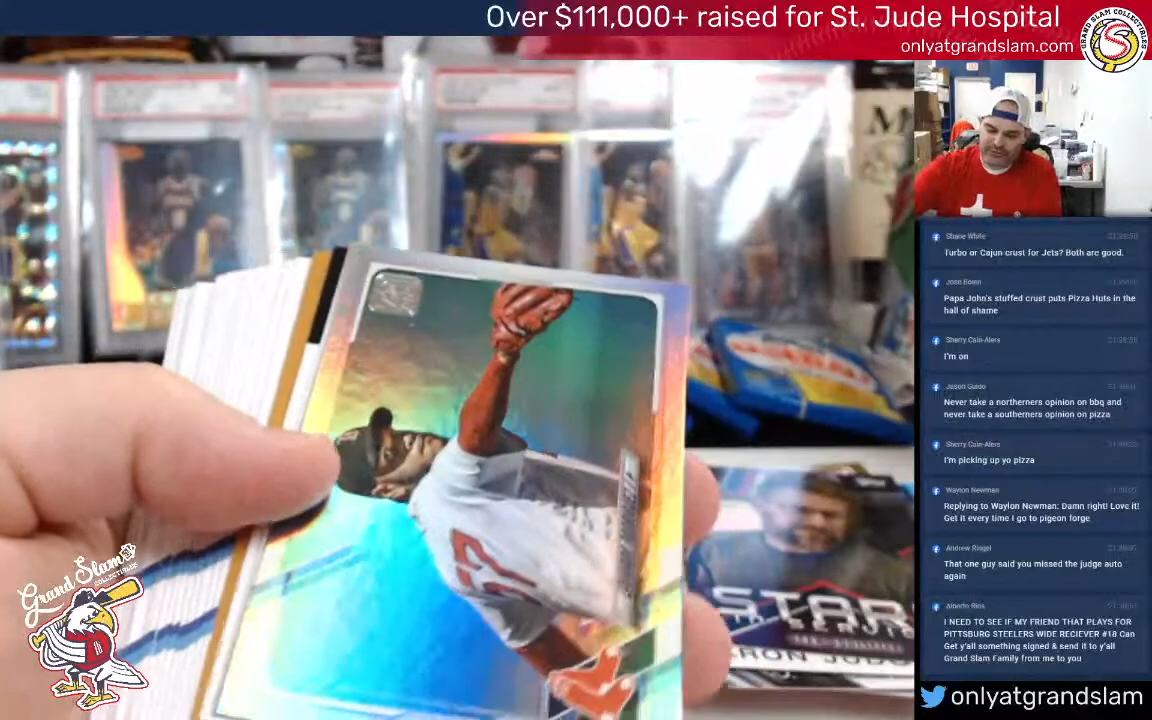 Over $111,000+ raised for St. Jude Hospital
onlyatgrandslam.com
GRAND SLAM COLLECTIBLES
Shane White
Turbo or Cajun crust for Jets? Both are good.
Papa John's stuffed crust puts Pizza Huts in the
hall of shame
Sherry Cain-Alers
I'm on
Jason Guido
Never take a northerners opinion on bbq and
never take a southerners opinion on pizza
Sherry Cain-Alers
I'm picking up yo pizza
Waylon Newman
Replying to Waylon Newman: Damn right! Love it!
Get it every time I go to pigeon forge
Andrew Riegel
That one guy said you missed the judge auto
again
Alberto Rios
I NEED TO SEE IF MY FRIEND THAT PLAYS FOR
PITTSBURG STEELERS WIDE RECIEVER #18 Can
Get y'all something signed & send it to y'all
Grand Slam Family from me to you
onlyatgrandslam
Grand Slam
COLLECTIBLES
57
STAR